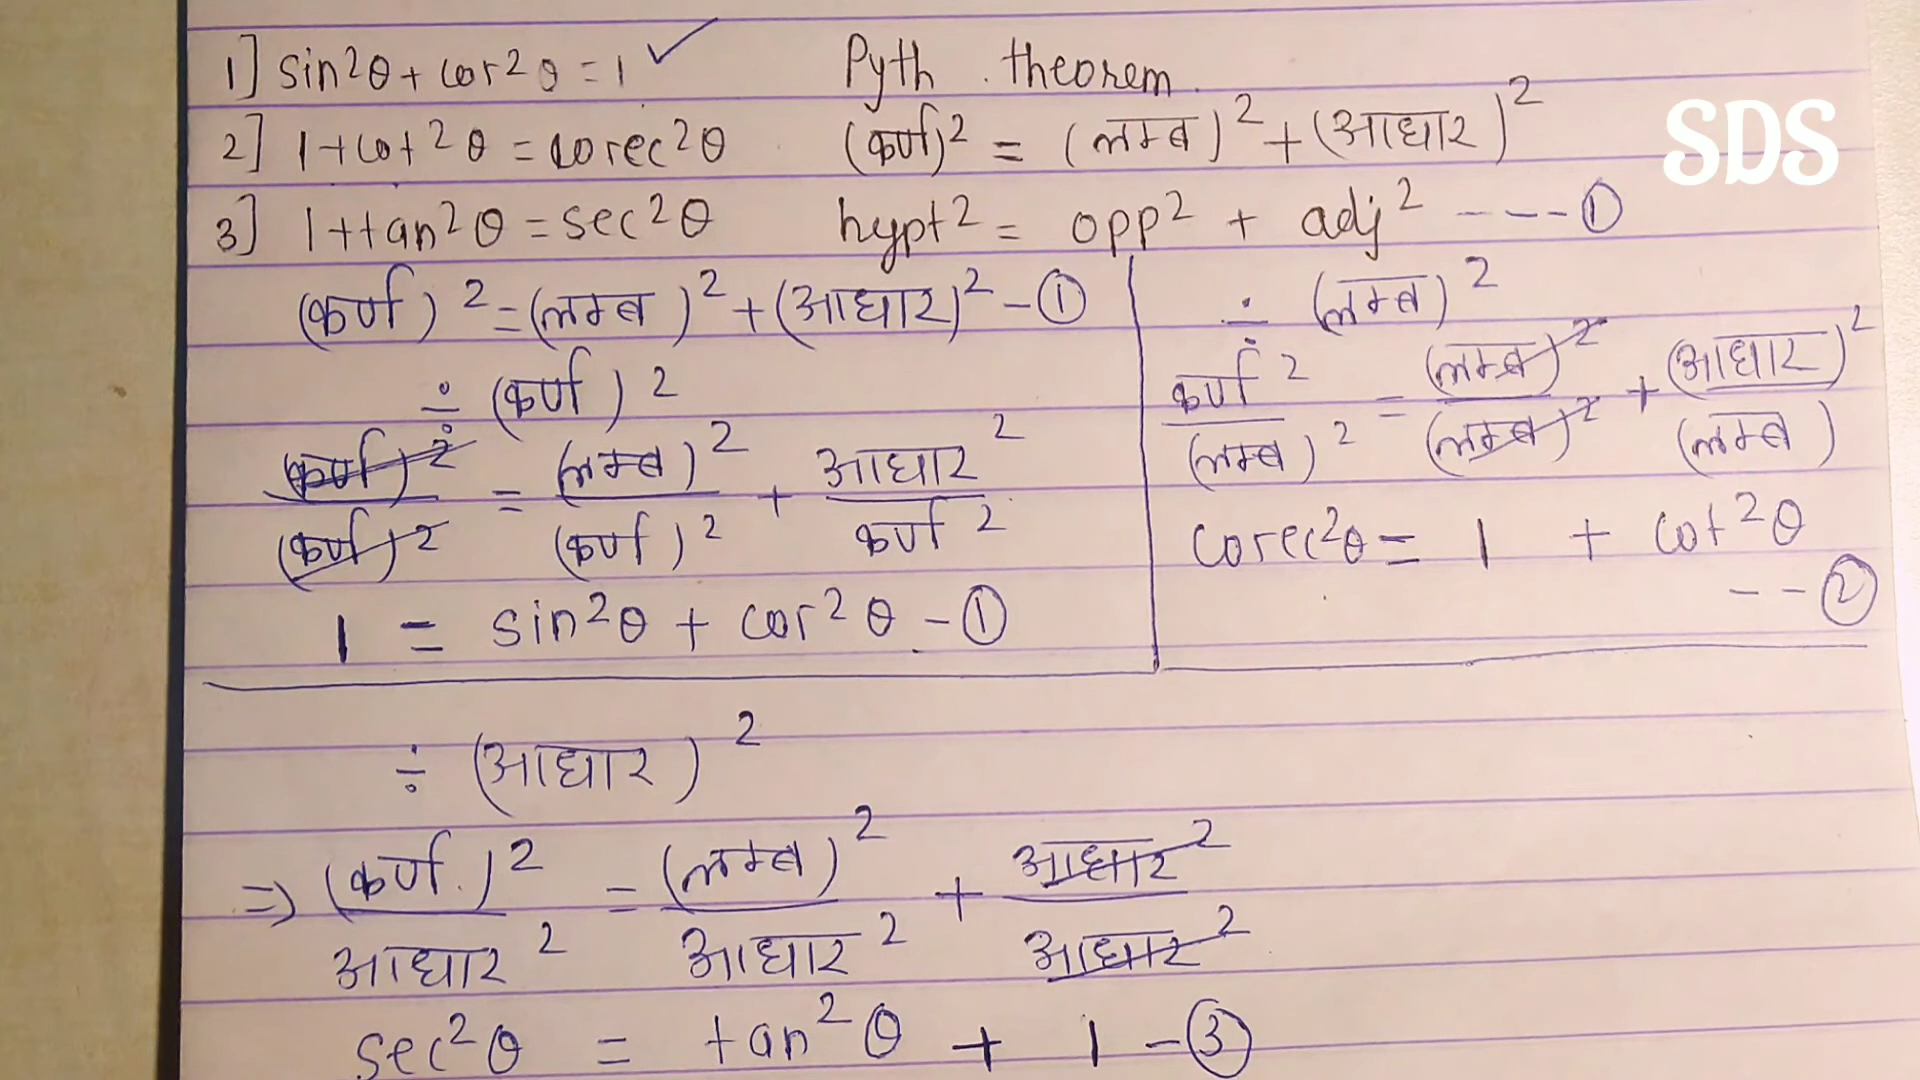 1] sin²θ + cos²θ = 1 ✓ Pyth. theorem.
2] 1 + cot²θ = cosec²θ (कर्ण)² = (लम्ब)² + (आधार)²
3] 1 + tan²θ = sec²θ hypt² = opp² + adj² ---- ①
SDS
(कर्ण)² = (लम्ब)² + (आधार)² - ①
÷ (कर्ण)²
(कर्ण)²/(कर्ण)² = (लम्ब)²/(कर्ण)² + आधार²/कर्ण²
1 = sin²θ + cos²θ - ①
÷ (लम्ब)²
कर्ण²/(लम्ब)² = (लम्ब)²/(लम्ब)² + (आधार)²/(लम्ब)
cosec²θ = 1 + cot²θ
-- ②
÷ (आधार)²
⇒ (कर्ण.)²/आधार² = (लम्ब)²/आधार² + आधार²/आधार²
sec²θ = tan²θ + 1 - ③